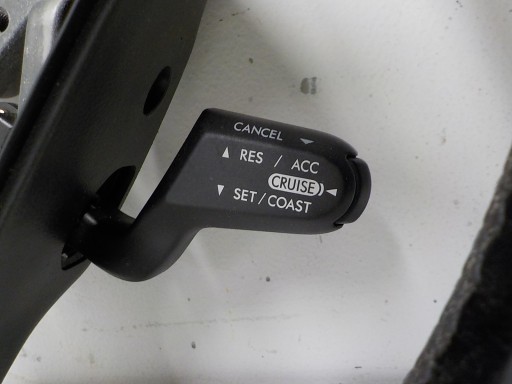 CANCEL
RES / ACC
CRUISE
SET / COAST